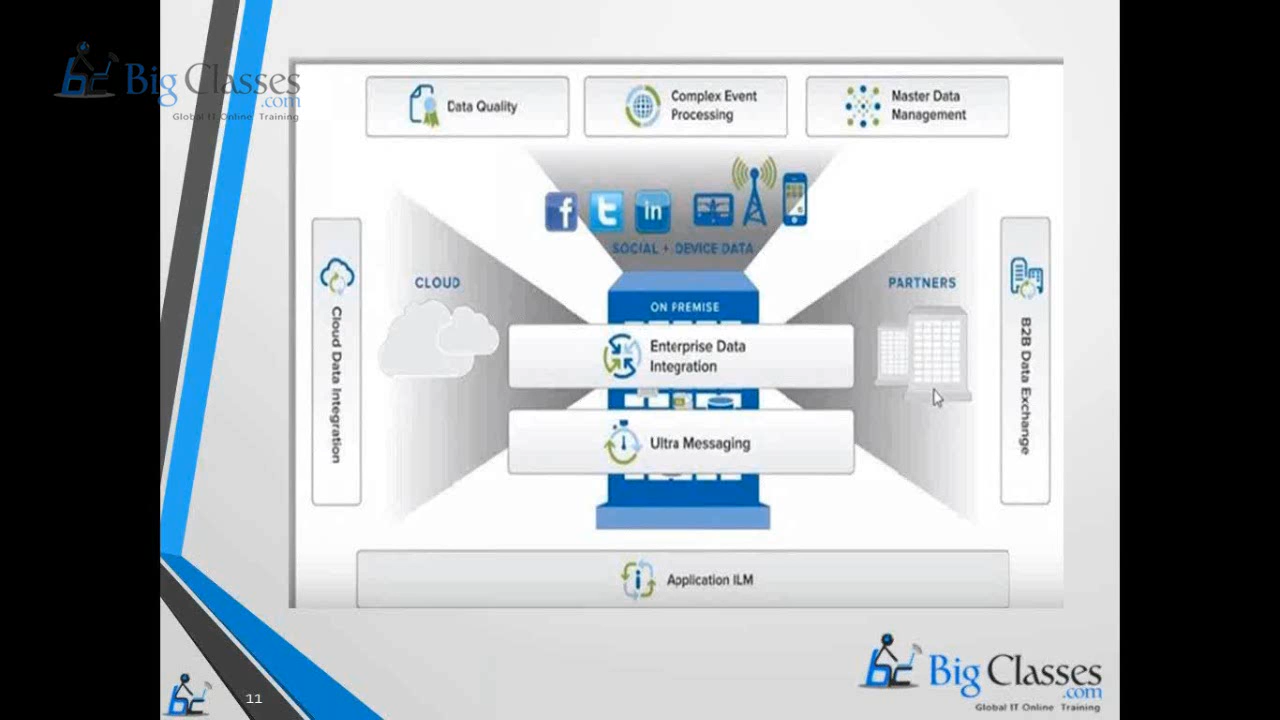 Big Classes
.com
Global IT Online Training
Data Quality
Complex Event
Processing
Master Data
Management
f
t
in
SOCIAL + DEVICE DATA
CLOUD
PARTNERS
ON PREMISE
Cloud Data Integration
Enterprise Data
Integration
B2B Data Exchange
Ultra Messaging
Application ILM
11
Big Classes
.com
Global IT Online Training